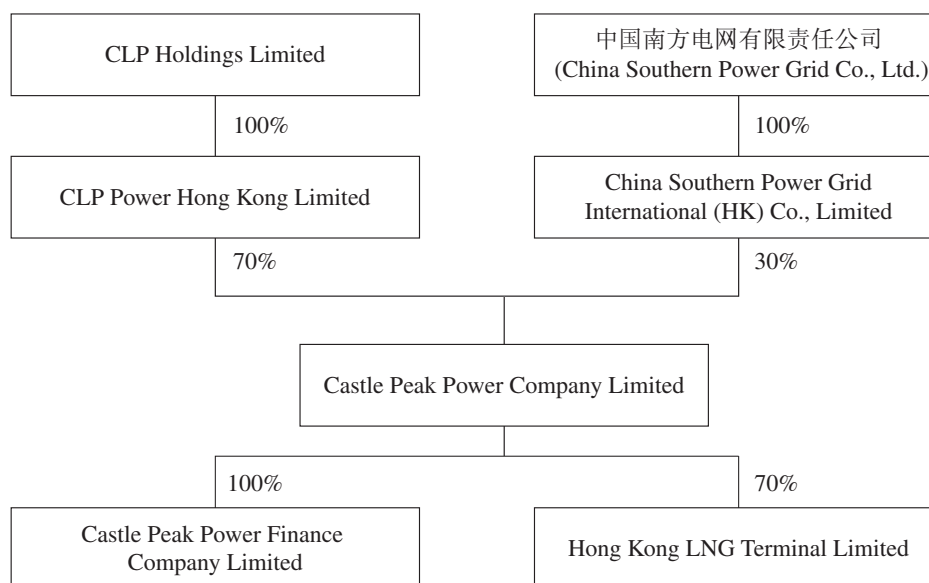 CLP Holdings Limited
中国南方电网有限责任公司
(China Southern Power Grid Co., Ltd.)
100%
100%
CLP Power Hong Kong Limited
China Southern Power Grid
International (HK) Co., Limited
70%
30%
Castle Peak Power Company Limited
100%
70%
Castle Peak Power Finance
Company Limited
Hong Kong LNG Terminal Limited